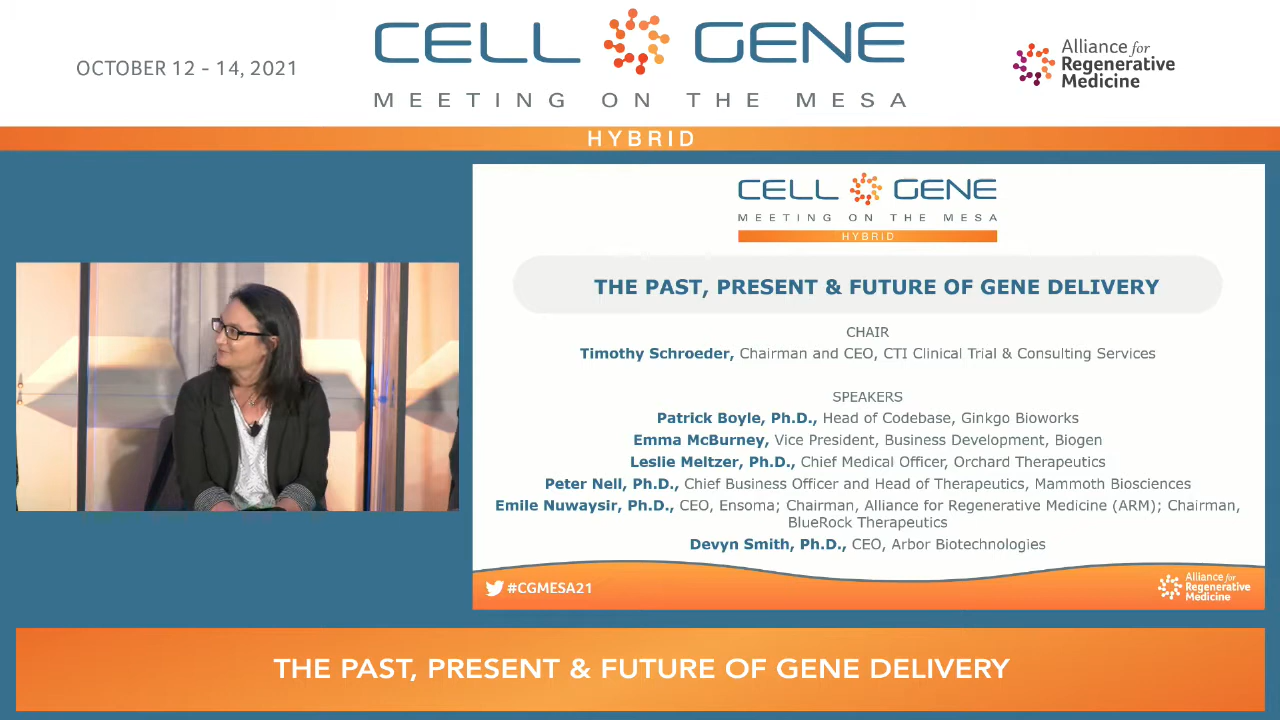 OCTOBER 12 - 14, 2021
CELL GENE
MEETING ON THE MESA
Alliance for
Regenerative
Medicine
HYBRID
CELL GENE
MEETING ON THE MESA
HYBRID
THE PAST, PRESENT & FUTURE OF GENE DELIVERY
CHAIR
Timothy Schroeder, Chairman and CEO, CTI Clinical Trial & Consulting Services
SPEAKERS
Patrick Boyle, Ph.D., Head of Codebase, Ginkgo Bioworks
Emma McBurney, Vice President, Business Development, Biogen
Leslie Meltzer, Ph.D., Chief Medical Officer, Orchard Therapeutics
Peter Nell, Ph.D., Chief Business Officer and Head of Therapeutics, Mammoth Biosciences
Emile Nuwaysir, Ph.D., CEO, Ensoma; Chairman, Alliance for Regenerative Medicine (ARM); Chairman,
BlueRock Therapeutics
Devyn Smith, Ph.D., CEO, Arbor Biotechnologies
#CGMESA21
Alliance for
Regenerative
Medicine
THE PAST, PRESENT & FUTURE OF GENE DELIVERY